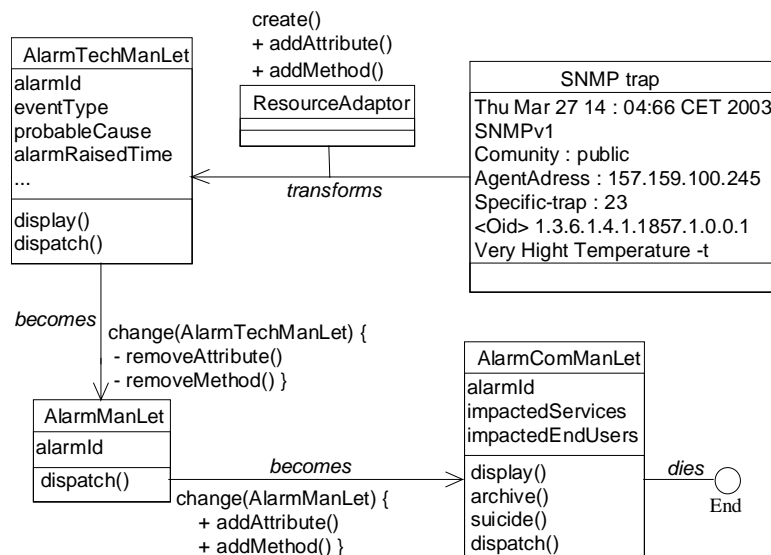 create()
+ addAttribute()
+ addMethod()
AlarmTechManLet
alarmId
eventType
probableCause
alarmRaisedTime
...
display()
dispatch()
ResourceAdaptor
transforms
SNMP trap
Thu Mar 27 14 : 04:66 CET 2003
SNMPv1
Comunity : public
AgentAdress : 157.159.100.245
Specific-trap : 23
<Oid> 1.3.6.1.4.1.1857.1.0.0.1
Very Hight Temperature -t
becomes
change(AlarmTechManLet) {
- removeAttribute()
- removeMethod() }
AlarmManLet
alarmId
dispatch()
becomes
change(AlarmManLet) {
+ addAttribute()
+ addMethod() }
AlarmComManLet
alarmId
impactedServices
impactedEndUsers
display()
archive()
suicide()
dispatch()
dies
End